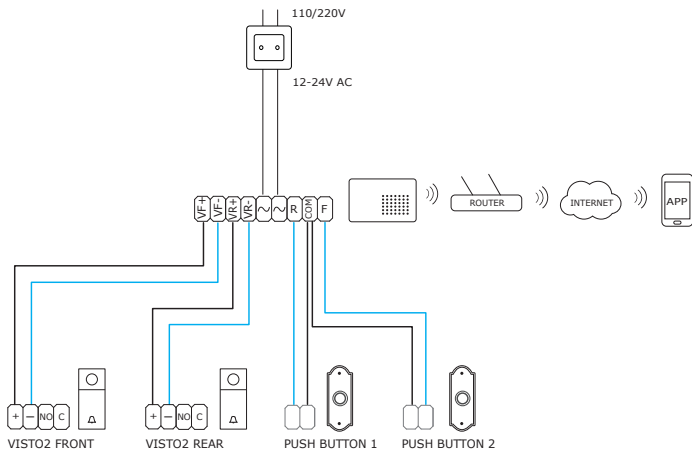 110/220V
12-24V AC
VF+ VF- VR+ VR- ~ ~ R COM F
ROUTER
INTERNET
APP
+ − NO C
+ − NO C
VISTO2 FRONT
VISTO2 REAR
PUSH BUTTON 1
PUSH BUTTON 2